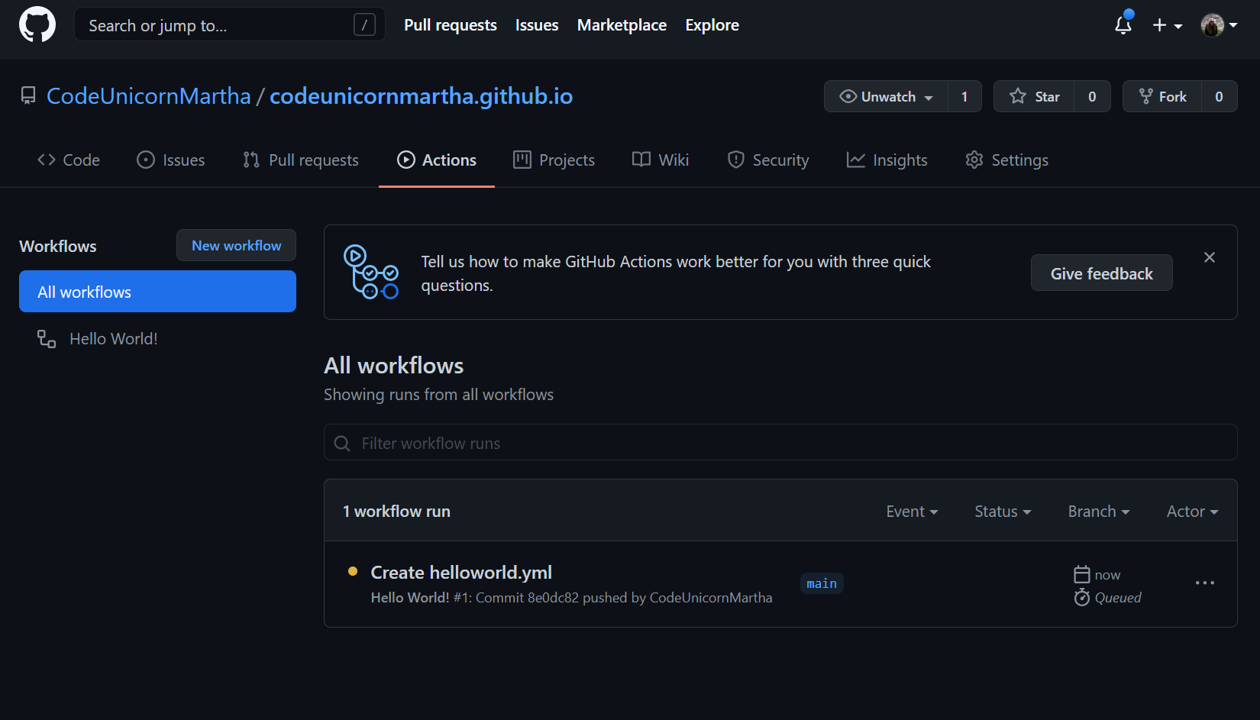 Search or jump to... / Pull requests Issues Marketplace Explore
CodeUnicornMartha / codeunicornmartha.github.io Unwatch 1 Star 0 Fork 0
Code Issues Pull requests Actions Projects Wiki Security Insights Settings
Workflows New workflow
All workflows
Hello World!
Tell us how to make GitHub Actions work better for you with three quick
questions.
Give feedback
All workflows
Showing runs from all workflows
Filter workflow runs
1 workflow run Event Status Branch Actor
Create helloworld.yml
Hello World! #1: Commit 8e0dc82 pushed by CodeUnicornMartha
main
now
Queued